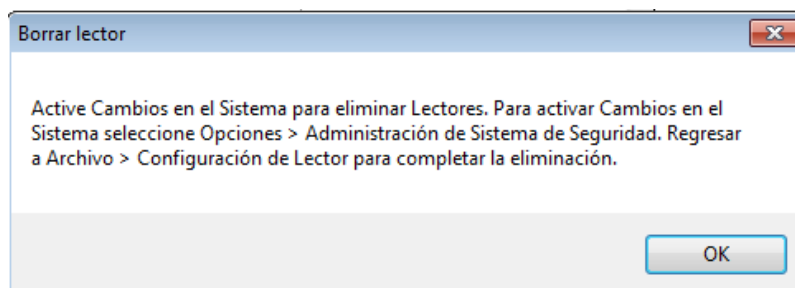 Borrar lector
Active Cambios en el Sistema para eliminar Lectores. Para activar Cambios en el
Sistema seleccione Opciones > Administración de Sistema de Seguridad. Regresar
a Archivo > Configuración de Lector para completar la eliminación.
OK